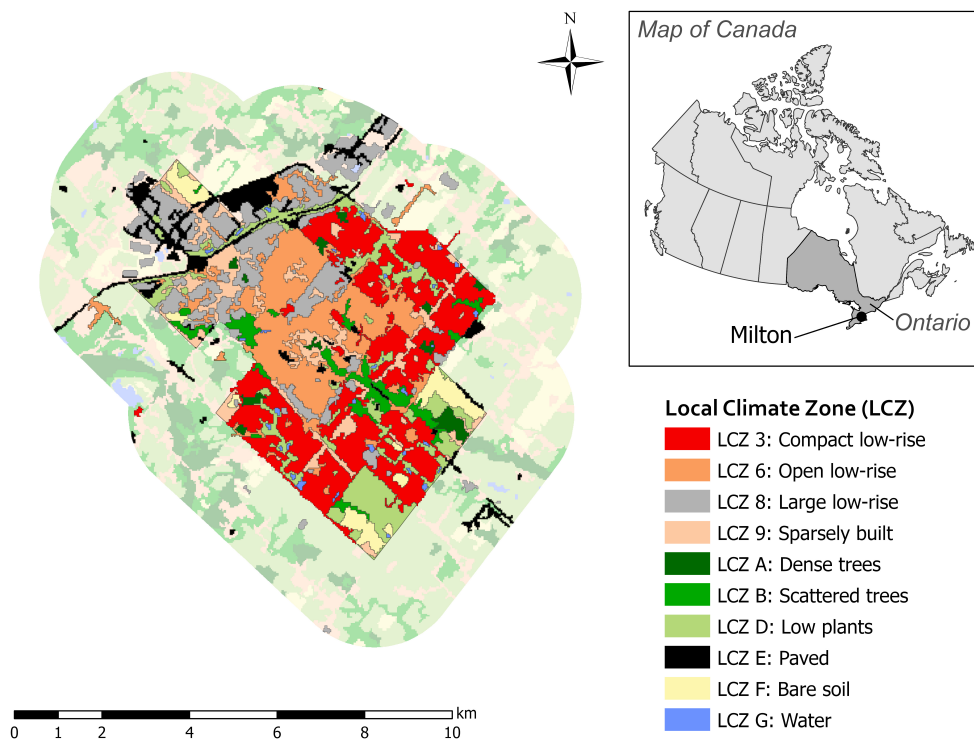 N
Map of Canada
Ontario
Milton
Local Climate Zone (LCZ)
LCZ 3: Compact low-rise
LCZ 6: Open low-rise
LCZ 8: Large low-rise
LCZ 9: Sparsely built
LCZ A: Dense trees
LCZ B: Scattered trees
LCZ D: Low plants
LCZ E: Paved
LCZ F: Bare soil
LCZ G: Water
km
0 1 2 4 6 8 10